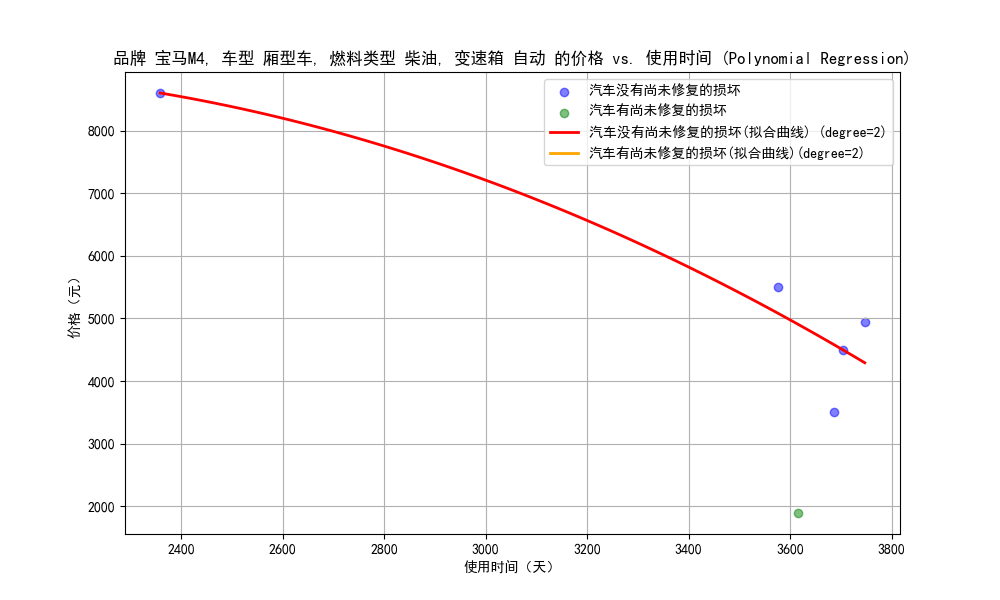 品牌 宝马M4, 车型 厢型车, 燃料类型 柴油, 变速箱 自动 的价格 vs. 使用时间 (Polynomial Regression)
汽车没有尚未修复的损坏
汽车有尚未修复的损坏
汽车没有尚未修复的损坏(拟合曲线) (degree=2)
汽车有尚未修复的损坏(拟合曲线)(degree=2)
价格 (元)
8000
7000
6000
5000
4000
3000
2000
2400 2600 2800 3000 3200 3400 3600 3800
使用时间 (天)